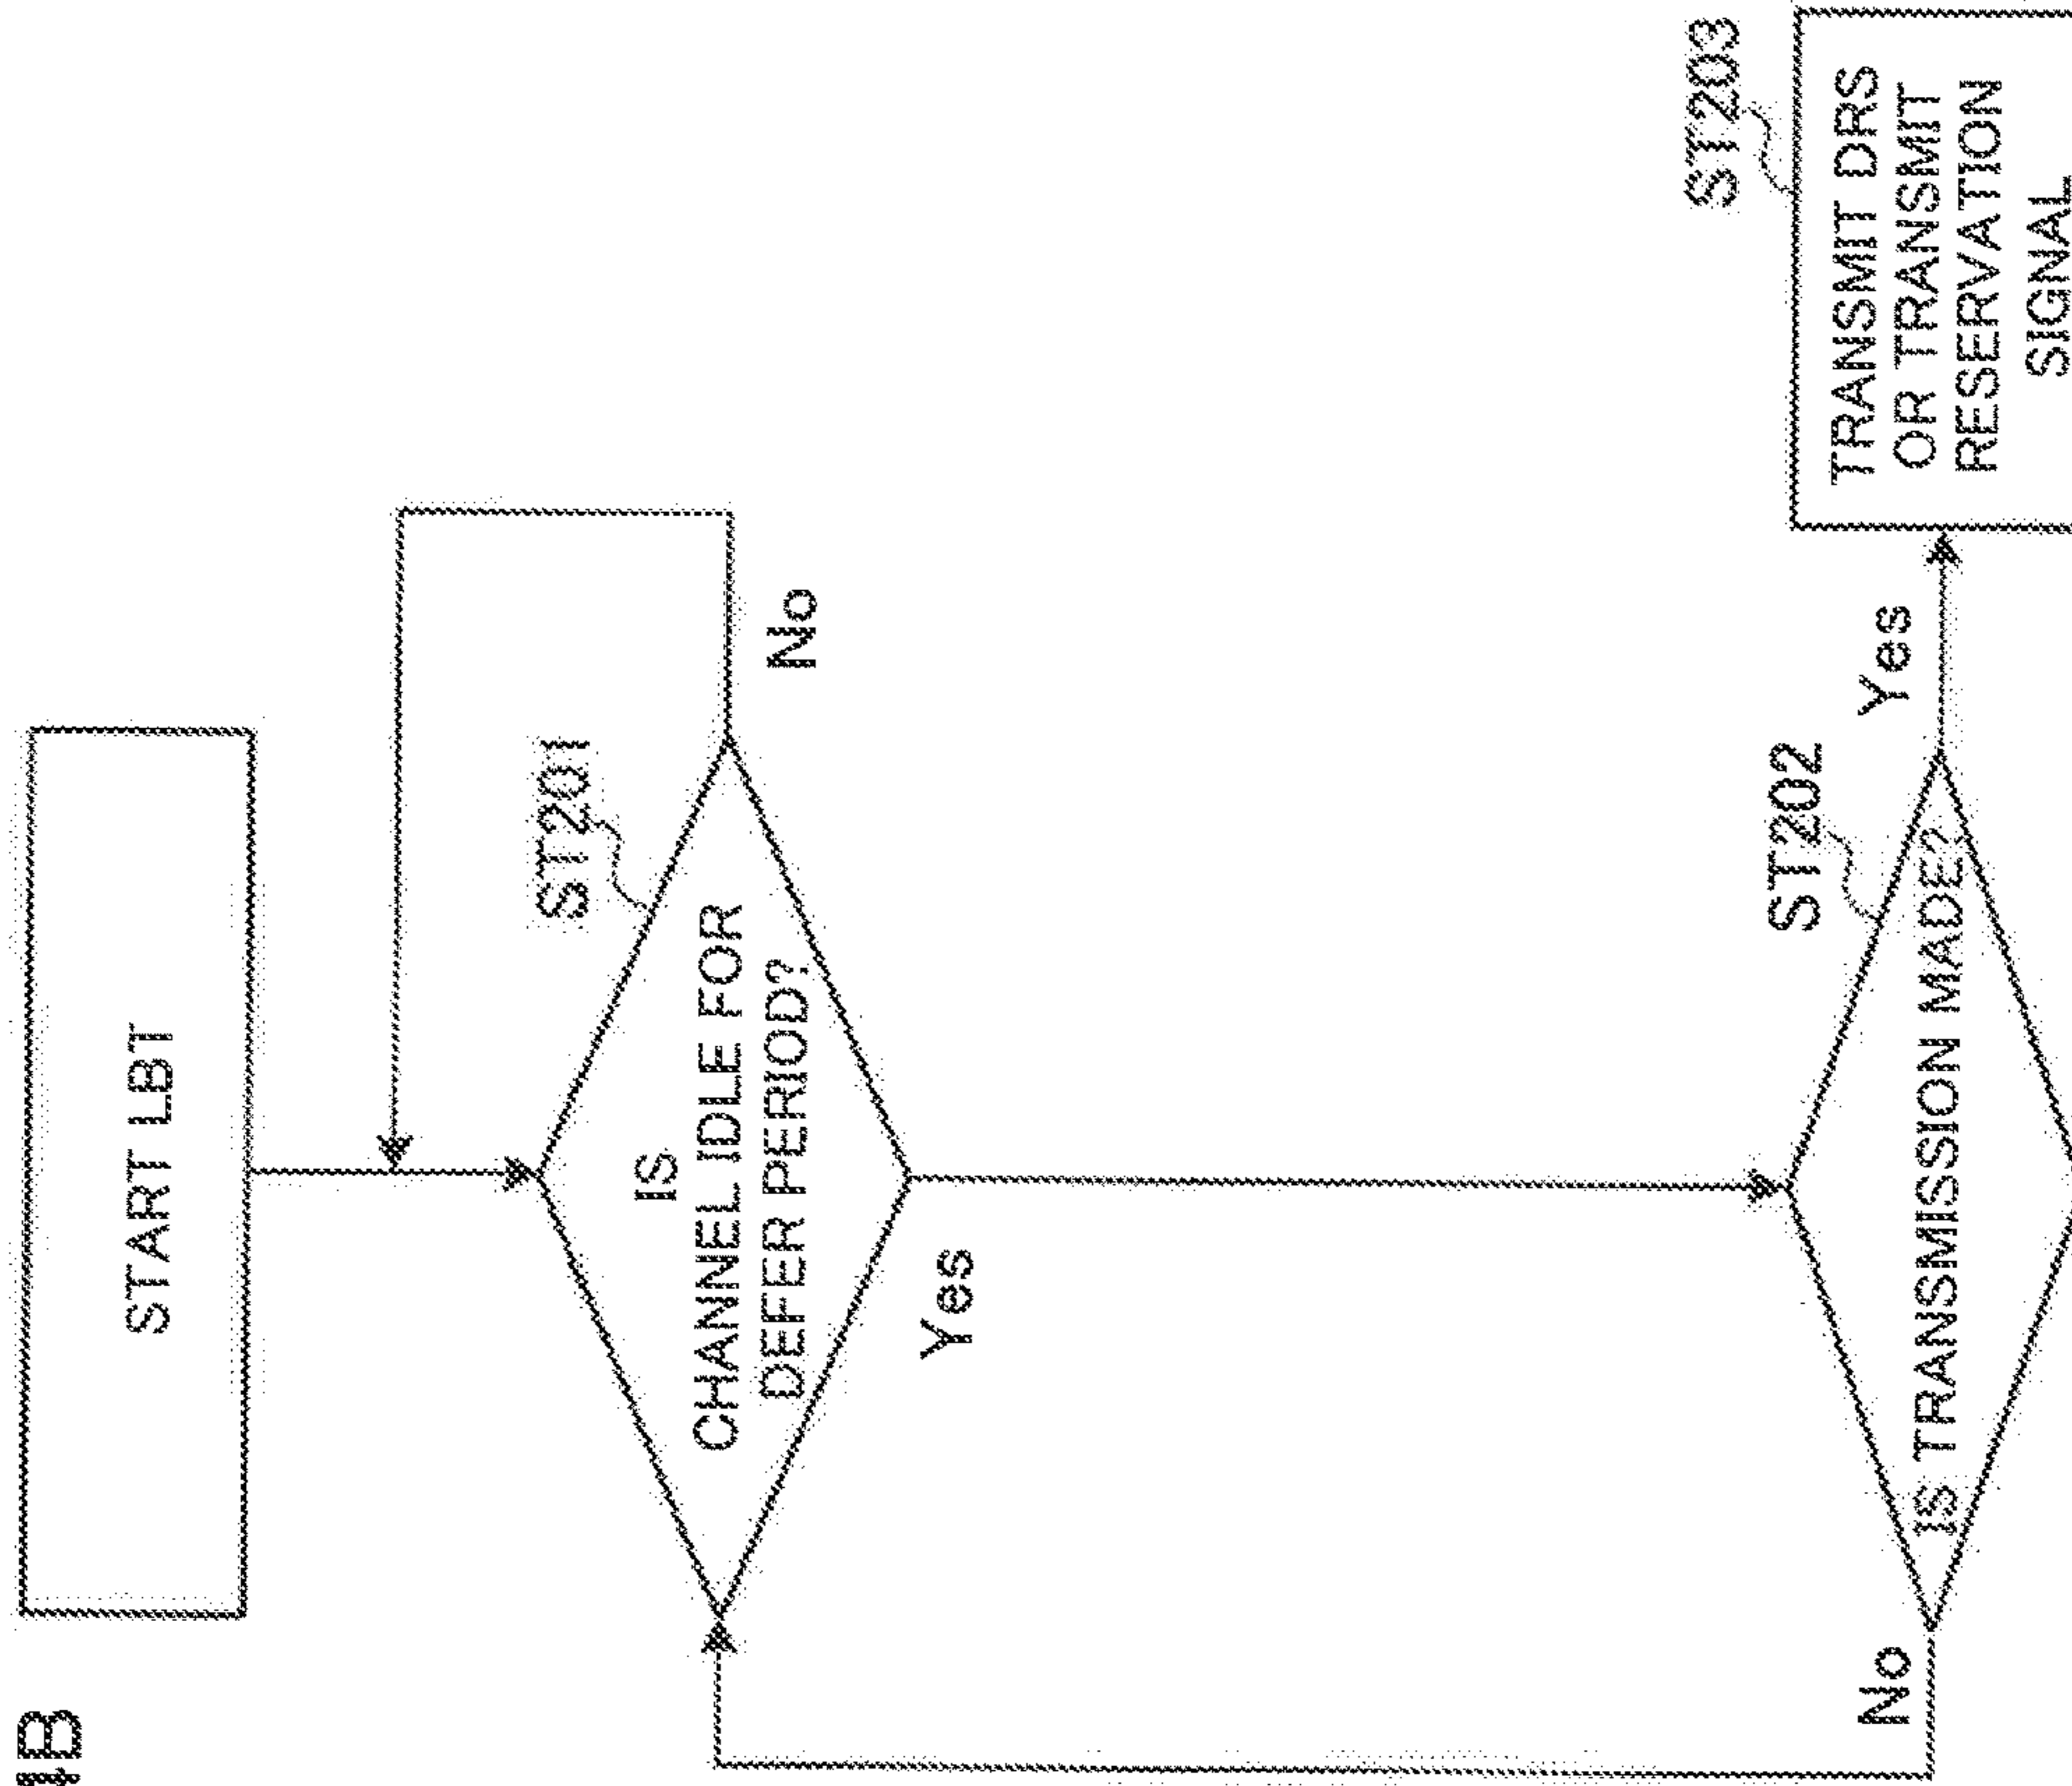 4B
START LBT
ST201
IS
CHANNEL IDLE FOR
DEFER PERIOD?
No
Yes
ST202
IS TRANSMISSION MADE?
No
Yes
ST203
TRANSMIT DRS
OR TRANSMIT
RESERVATION
SIGNAL